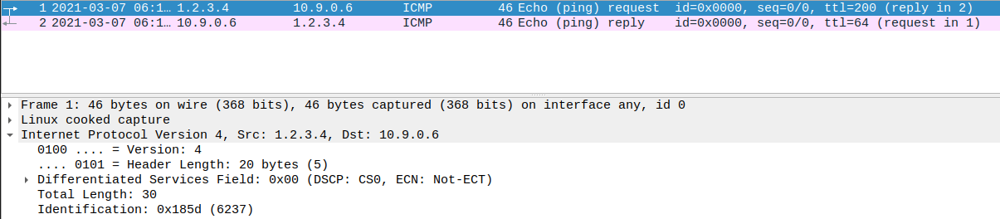 1 2021-03-07 06:1… 1.2.3.4 10.9.0.6 ICMP 46 Echo (ping) request id=0x0000, seq=0/0, ttl=200 (reply in 2)
2 2021-03-07 06:1… 10.9.0.6 1.2.3.4 ICMP 46 Echo (ping) reply id=0x0000, seq=0/0, ttl=64 (request in 1)
Frame 1: 46 bytes on wire (368 bits), 46 bytes captured (368 bits) on interface any, id 0
Linux cooked capture
Internet Protocol Version 4, Src: 1.2.3.4, Dst: 10.9.0.6
0100 .... = Version: 4
.... 0101 = Header Length: 20 bytes (5)
Differentiated Services Field: 0x00 (DSCP: CS0, ECN: Not-ECT)
Total Length: 30
Identification: 0x185d (6237)